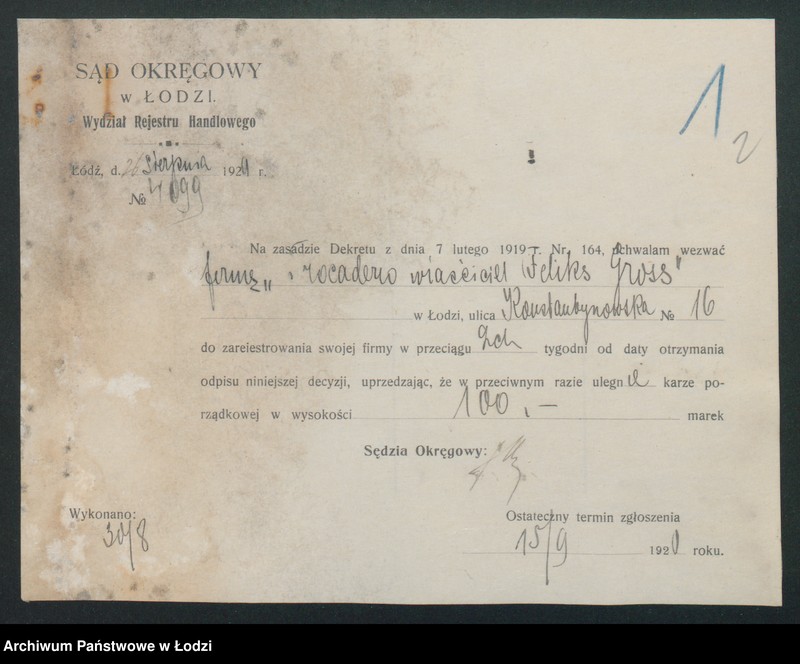 SĄD OKRĘGOWY
w ŁODZI.
Wydział Rejestru Handlowego
Łódź, d. 26 Sierpnia 1920 r.
№ 4099
1
2
Na zasadzie Dekretu z dnia 7 lutego 1919 r. Nr. 164, uchwalam wezwać
firmę „Trocadero właściciel Feliks Gross"
w Łodzi, ulica Konstantynowska № 16
do zarejestrowania swojej firmy w przeciągu 2ch tygodni od daty otrzymania
odpisu niniejszej decyzji, uprzedzając, że w przeciwnym razie ulegnie karze po-
rządkowej w wysokości 100.- marek
Sędzia Okręgowy:
Wykonano:
30/8
Ostateczny termin zgłoszenia
15/9 1920 roku.
Archiwum Państwowe w Łodzi